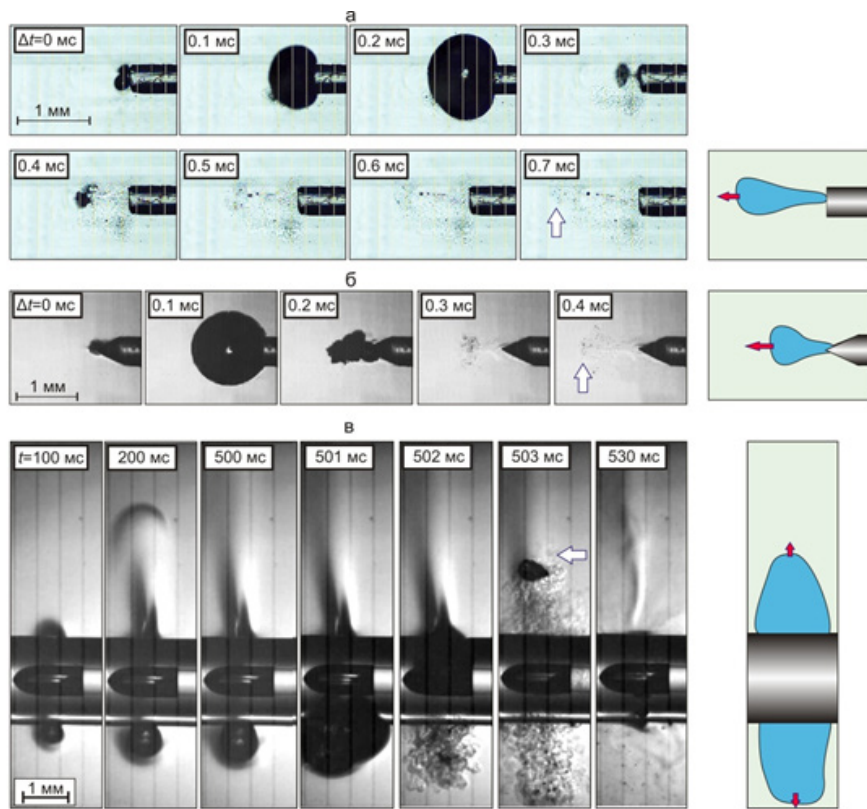 а
Δt=0 мс
0.1 мс
0.2 мс
0.3 мс
1 мм
0.4 мс
0.5 мс
0.6 мс
0.7 мс
б
Δt=0 мс
0.1 мс
0.2 мс
0.3 мс
0.4 мс
1 мм
в
t=100 мс
200 мс
500 мс
501 мс
502 мс
503 мс
530 мс
1 мм